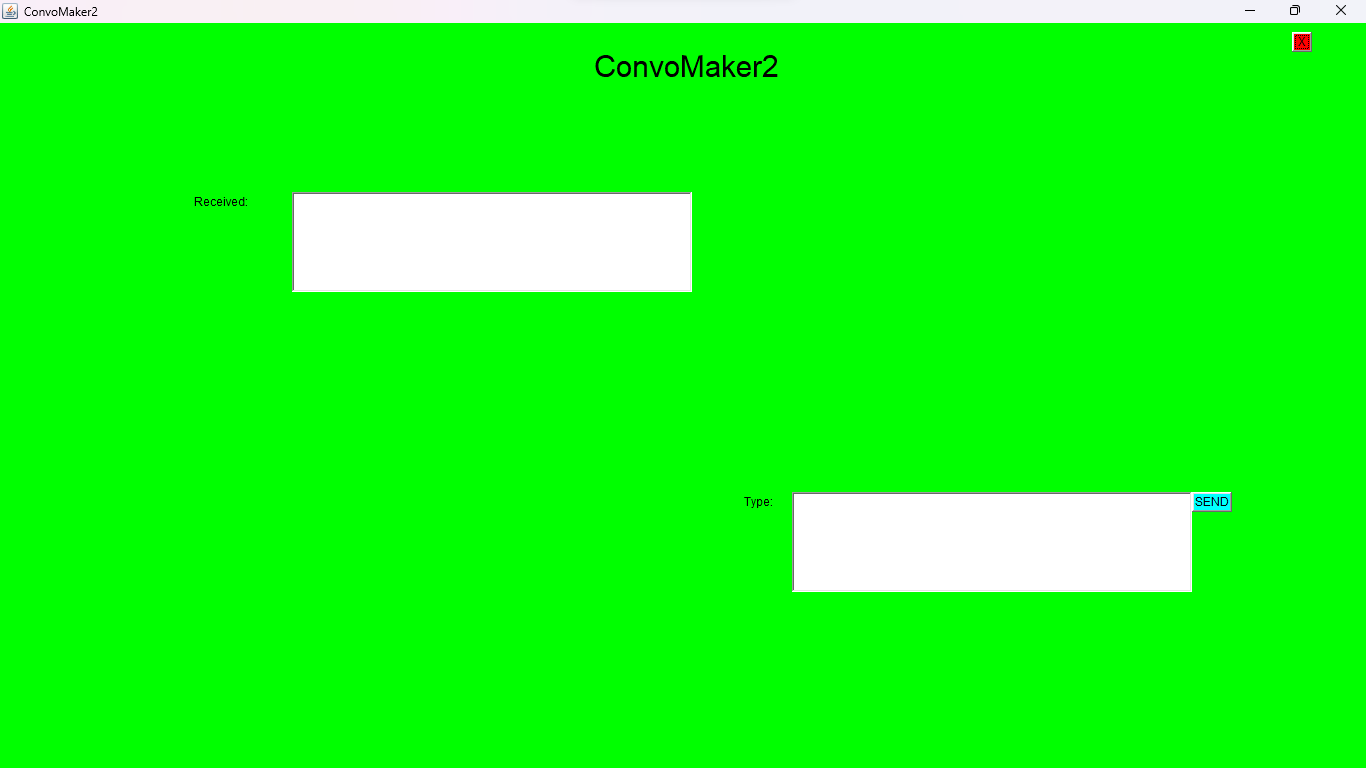 ConvoMaker2
X
ConvoMaker2
Received:
Type:
SEND